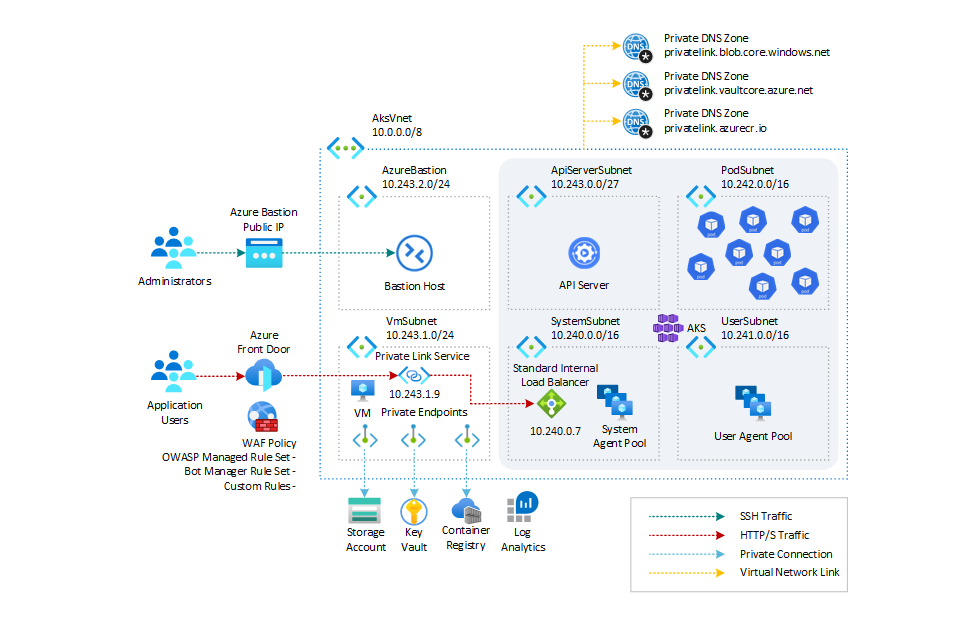 Private DNS Zone
privatelink.blob.core.windows.net
Private DNS Zone
privatelink.vaultcore.azure.net
Private DNS Zone
privatelink.azurecr.io
DNS
DNS
DNS
AksVnet
10.0.0.0/8
AzureBastion
10.243.2.0/24
ApiServerSubnet
10.243.0.0/27
PodSubnet
10.242.0.0/16
Azure Bastion
Public IP
Administrators
Bastion Host
API Server
pod
pod
pod
pod
pod
pod
pod
pod
VmSubnet
10.243.1.0/24
SystemSubnet
10.240.0.0/16
AKS
UserSubnet
10.241.0.0/16
Azure
Front Door
Private Link Service
10.243.1.9
Standard Internal
Load Balancer
10.240.0.7
Application
Users
VM
Private Endpoints
System
Agent Pool
User Agent Pool
WAF Policy
OWASP Managed Rule Set -
Bot Manager Rule Set -
Custom Rules -
Storage
Account
Key
Vault
Container
Registry
Log
Analytics
SSH Traffic
HTTP/S Traffic
Private Connection
Virtual Network Link